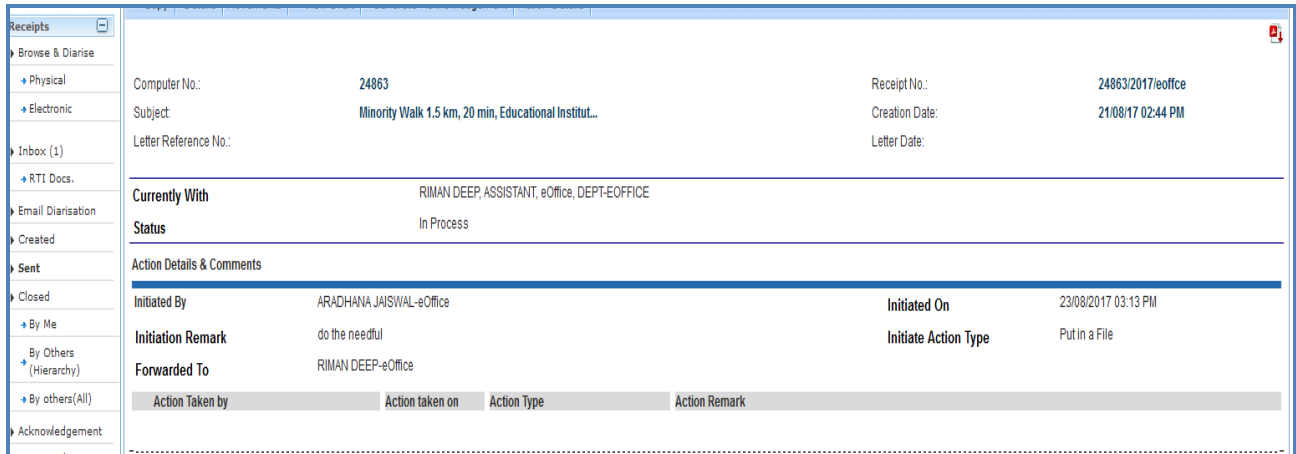 Receipts
Browse & Diarise
Physical
Electronic
Inbox (1)
RTI Docs.
Email Diarisation
Created
Sent
Closed
By Me
By Others
(Hierarchy)
By others(All)
Acknowledgement
Computer No.: 24863 Receipt No.: 24863/2017/eoffce
Subject: Minority Walk 1.5 km, 20 min, Educational Institut... Creation Date: 21/08/17 02:44 PM
Letter Reference No.: Letter Date:
Currently With RIMAN DEEP, ASSISTANT, eOffice, DEPT-EOFFICE
Status In Process
Action Details & Comments
Initiated By ARADHANA JAISWAL-eOffice Initiated On 23/08/2017 03:13 PM
Initiation Remark do the needful Initiate Action Type Put in a File
Forwarded To RIMAN DEEP-eOffice
Action Taken by Action taken on Action Type Action Remark